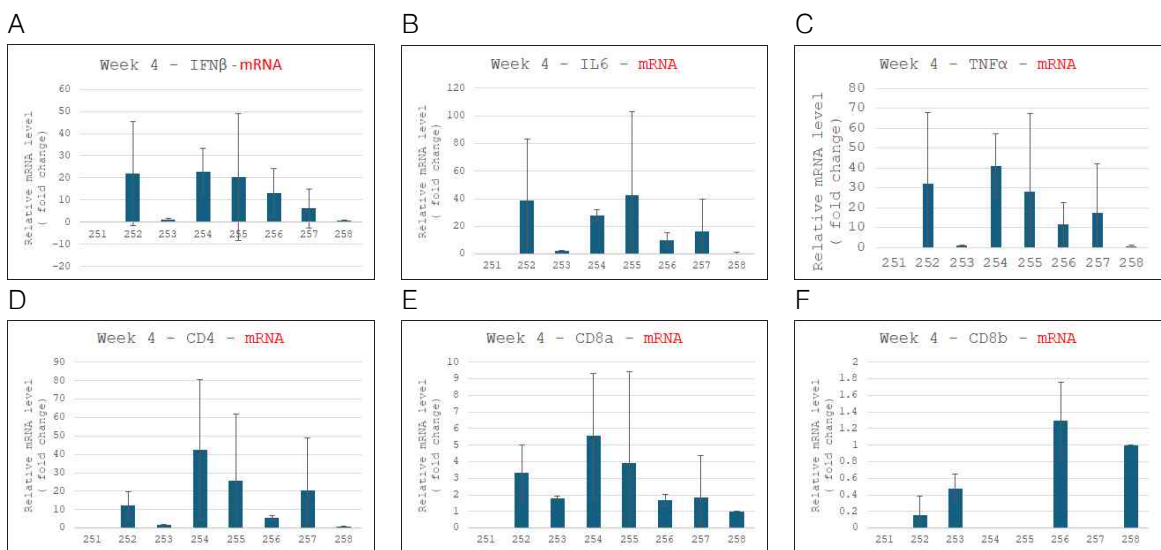 A
Week 4 - IFNβ -mRNA
Relative mRNA level
( fold change)
60
50
40
30
20
10
0
-10
-20
251 252 253 254 255 256 257 258
B
Week 4 - IL6 - mRNA
Relative mRNA level
( fold change)
120
100
80
60
40
20
0
251 252 253 254 255 256 257 258
C
Week 4 - TNFα - mRNA
Relative mRNA level
( fold change)
80
70
60
50
40
30
20
10
0
251 252 253 254 255 256 257 258
D
Week 4 - CD4 - mRNA
Relative mRNA level
( fold change)
90
80
70
60
50
40
30
20
10
0
251 252 253 254 255 256 257 258
E
Week 4 - CD8a - mRNA
Relative mRNA level
( fold change)
10
9
8
7
6
5
4
3
2
1
0
251 252 253 254 255 256 257 258
F
Week 4 - CD8b - mRNA
Relative mRNA level
( fold change)
2
1.8
1.6
1.4
1.2
1
0.8
0.6
0.4
0.2
0
251 252 253 254 255 256 257 258